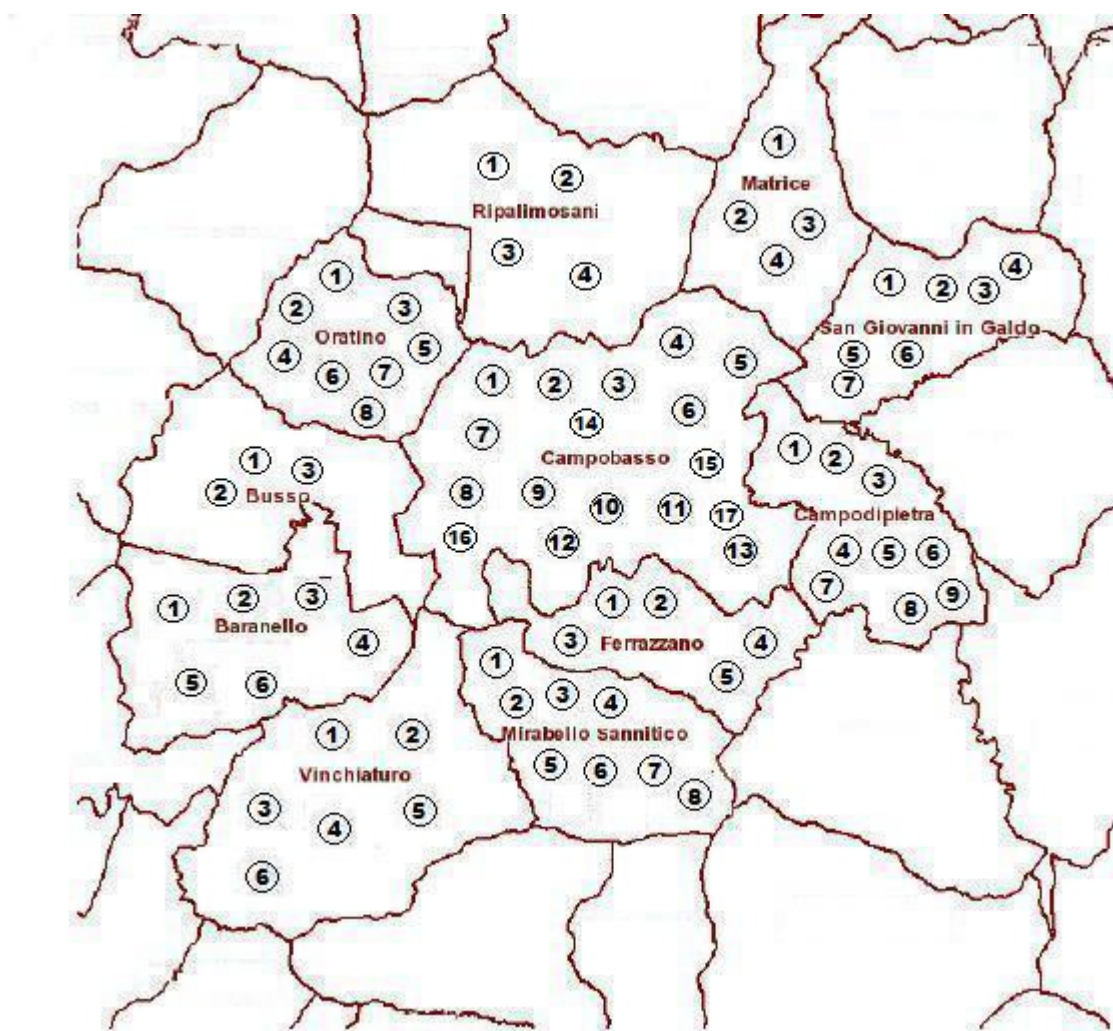 1
1 2
Matrice
Ripalimosani
2 3
3
4
4
1
2 3
Oratino
4 5
6 7
8
1 2 3 4
San Giovanni in Galdo
5 6
7
4
5
1 2 3
6
14
7
Campobasso
15
8 9
10 11 17
16 12 13
1 3
2 Busso
1 2
3
Campodipietra
4 5 6
7 8 9
1 2 3
Baranello
4
5 6
1 2
3 Ferrazzano 4
5
1
2 3 4
Mirabello Sannitico
5 6 7
8
1 2
Vinchiaturo
3 4 5
6